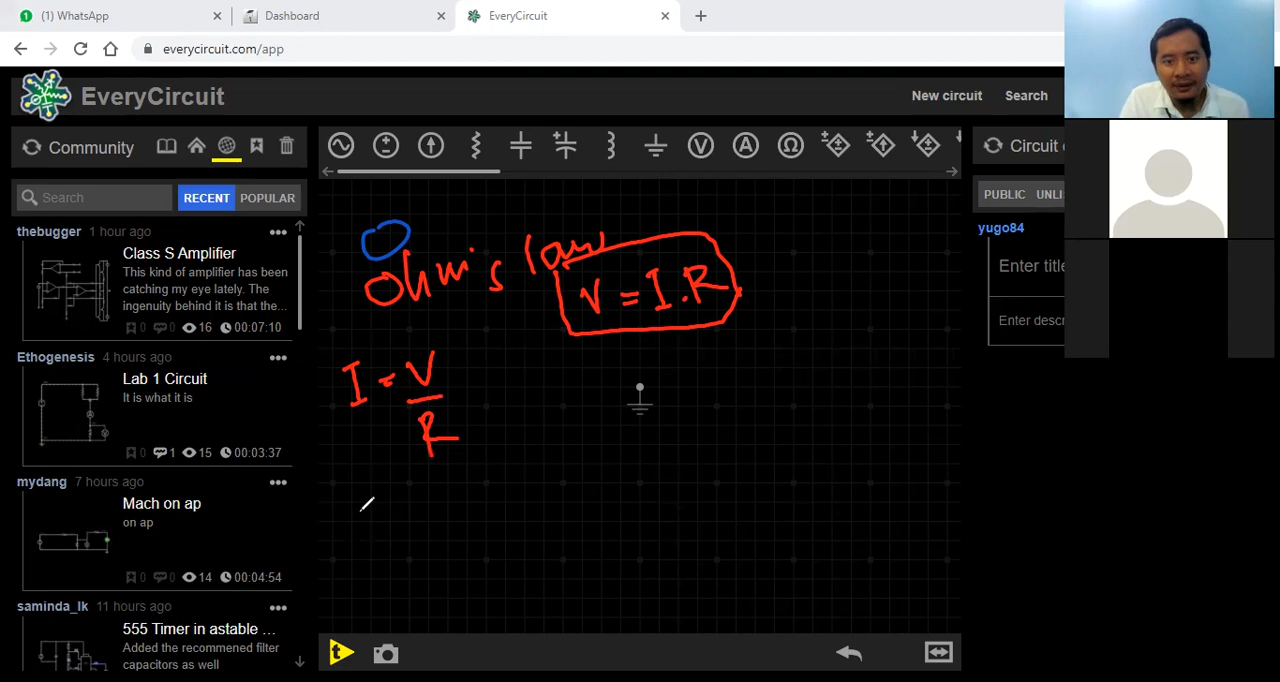 (1) WhatsApp
Dashboard
EveryCircuit
everycircuit.com/app
EveryCircuit
New circuit
Search
Community
Search
RECENT
POPULAR
thebugger 1 hour ago
Class S Amplifier
This kind of amplifier has been
catching my eye lately. The
ingenuity behind it is that the
0 0 16 00:07:10
Ethogenesis 4 hours ago
Lab 1 Circuit
It is what it is
0 1 15 00:03:37
mydang 7 hours ago
Mach on ap
on ap
0 0 14 00:04:54
saminda_lk 11 hours ago
555 Timer in astable ...
Added the recommened filter
capacitors as well
V A Ω
Ohm's law
V = I.R
I = V
R
t
Circuit
PUBLIC UNLI
yugo84
Enter title
Enter descr